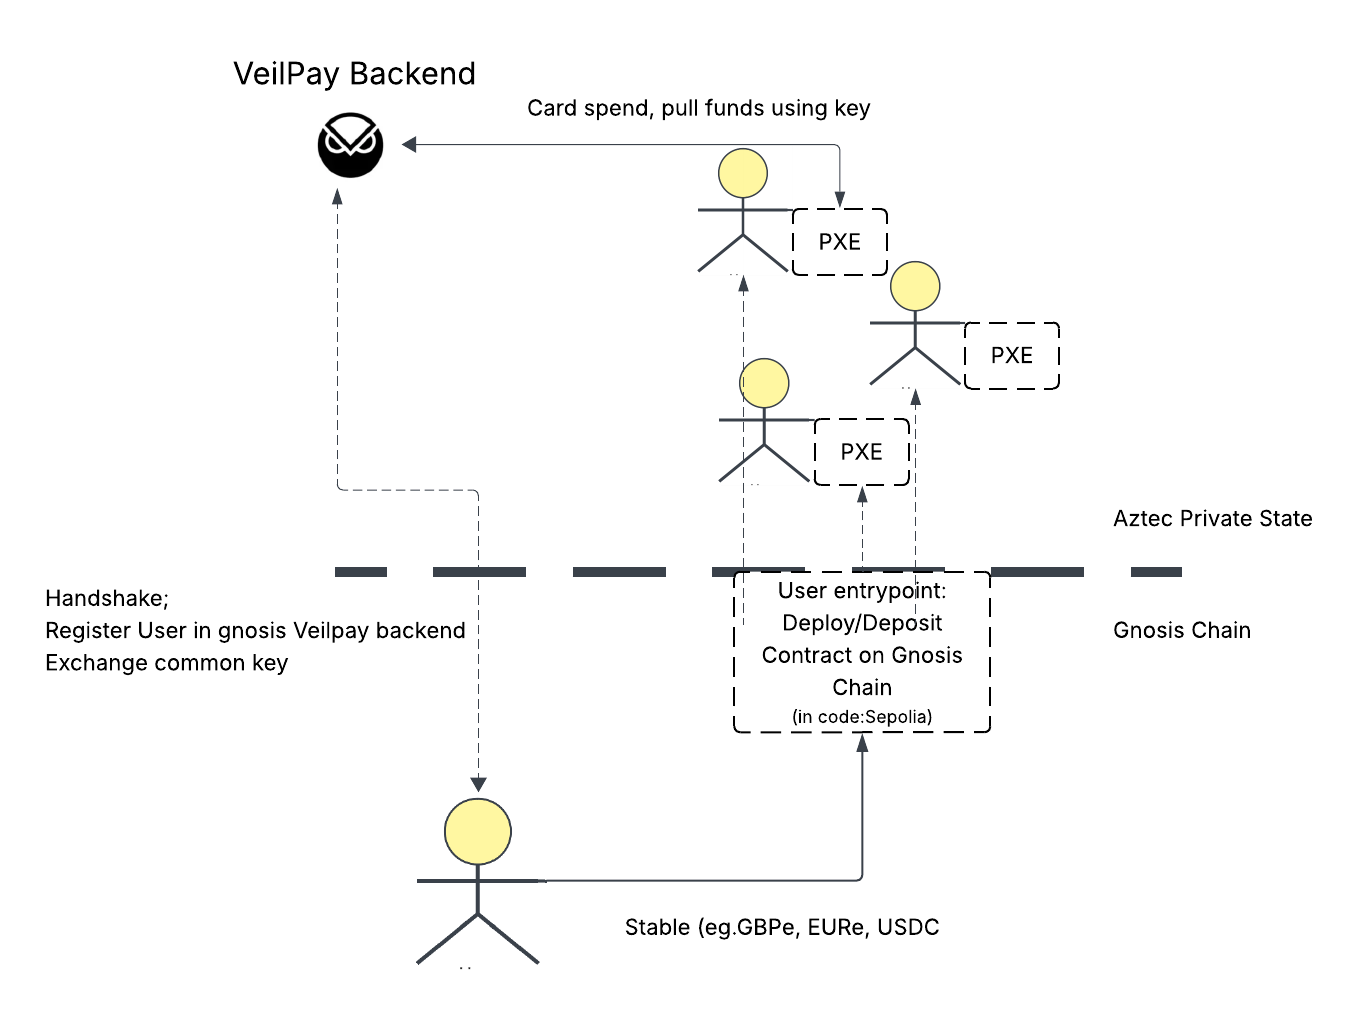 VeilPay Backend
Card spend, pull funds using key
PXE
PXE
PXE
Aztec Private State
Handshake;
Register User in gnosis Veilpay backend
Exchange common key
User entrypoint:
Deploy/Deposit
Contract on Gnosis
Chain
(in code:Sepolia)
Gnosis Chain
Stable (eg.GBPe, EURe, USDC